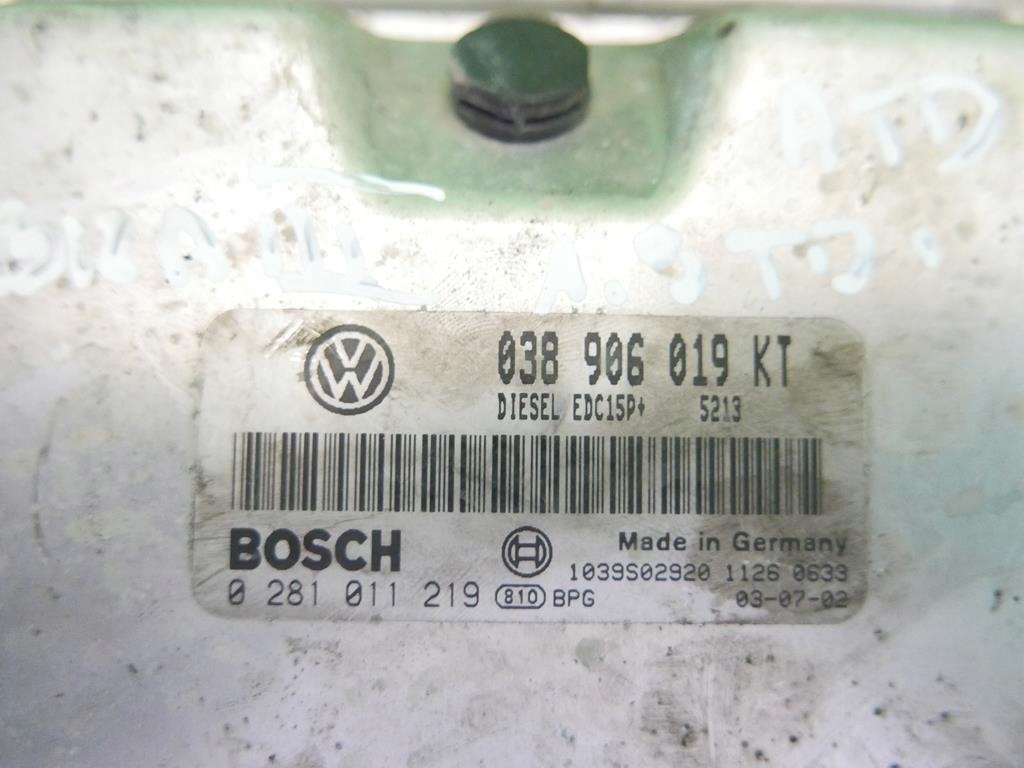 ATD
1.9 TDI
VW
038 906 019 KT
DIESEL EDC15P+ 5213
BOSCH
Made in Germany
1039S02920 1126 0633
0 281 011 219 810 BPG
03-07-02